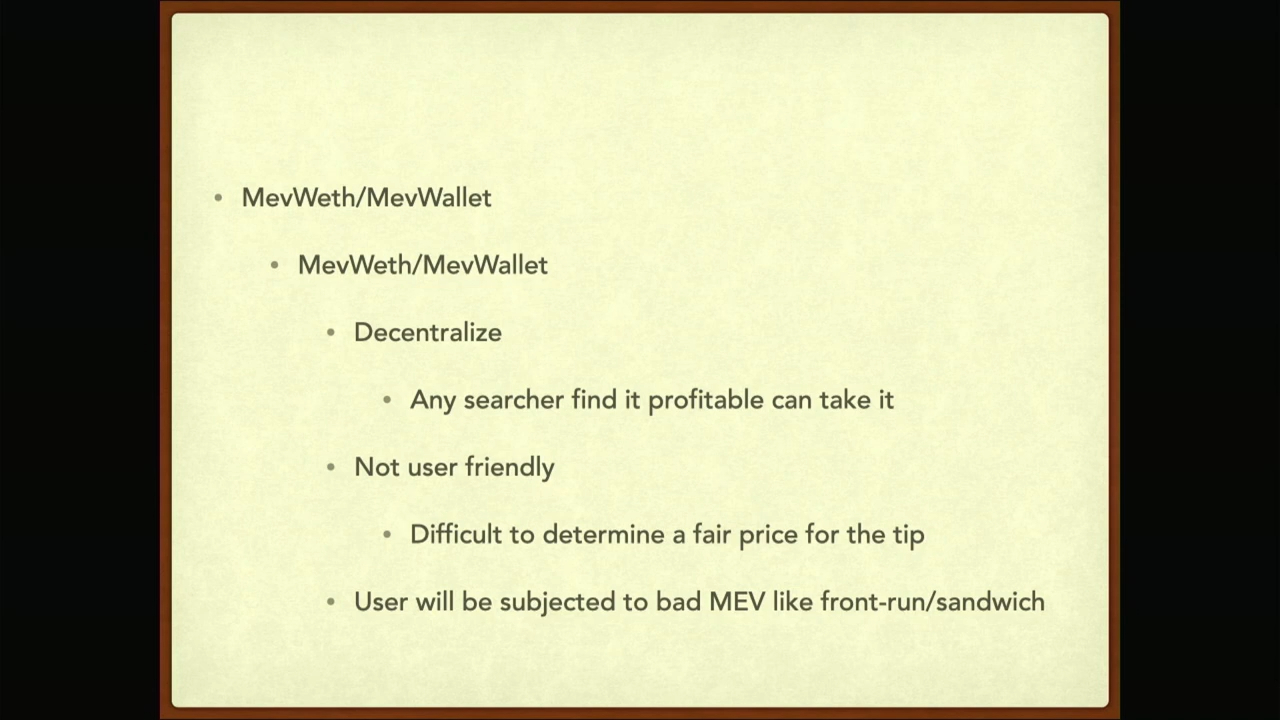 MevWeth/MevWallet
MevWeth/MevWallet
Decentralize
Any searcher find it profitable can take it
Not user friendly
Difficult to determine a fair price for the tip
User will be subjected to bad MEV like front-run/sandwich